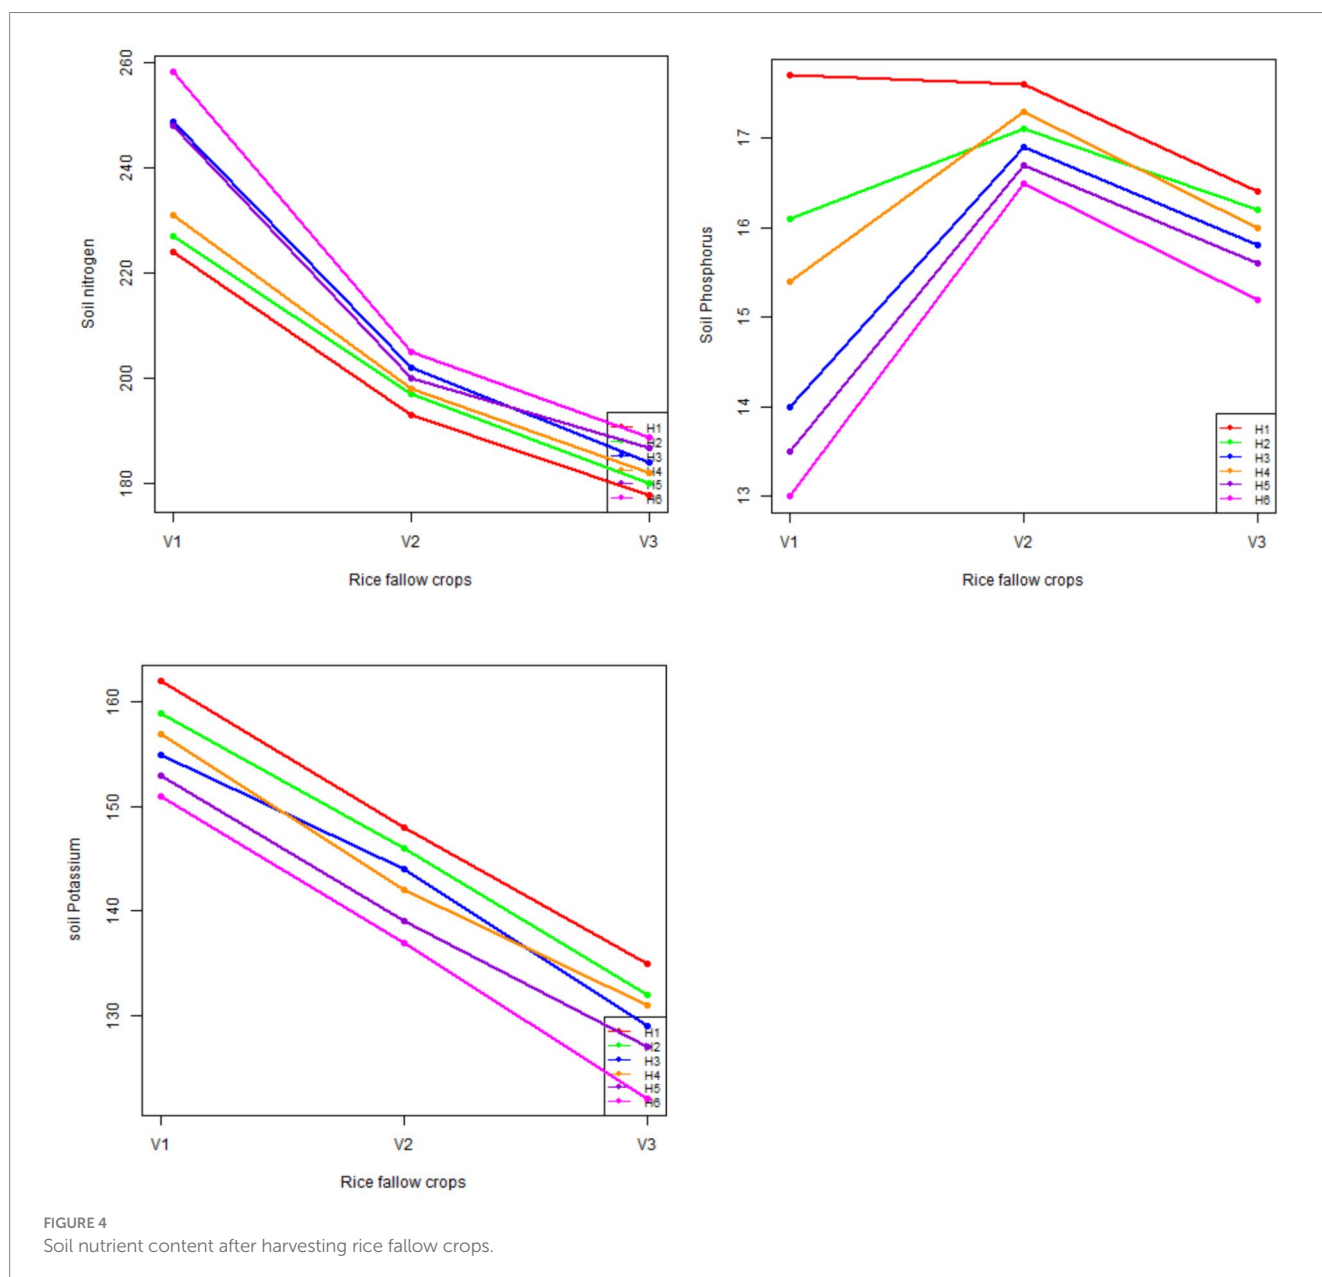 260
240
220
200
180
Soil nitrogen
H1
H2
H3
H4
H5
H6
V1 V2 V3
Rice fallow crops
17
16
15
14
13
Soil Phosphorus
H1
H2
H3
H4
H5
H6
V1 V2 V3
Rice fallow crops
160
150
140
130
soil Potassium
H1
H2
H3
H4
H5
H6
V1 V2 V3
Rice fallow crops
FIGURE 4
Soil nutrient content after harvesting rice fallow crops.